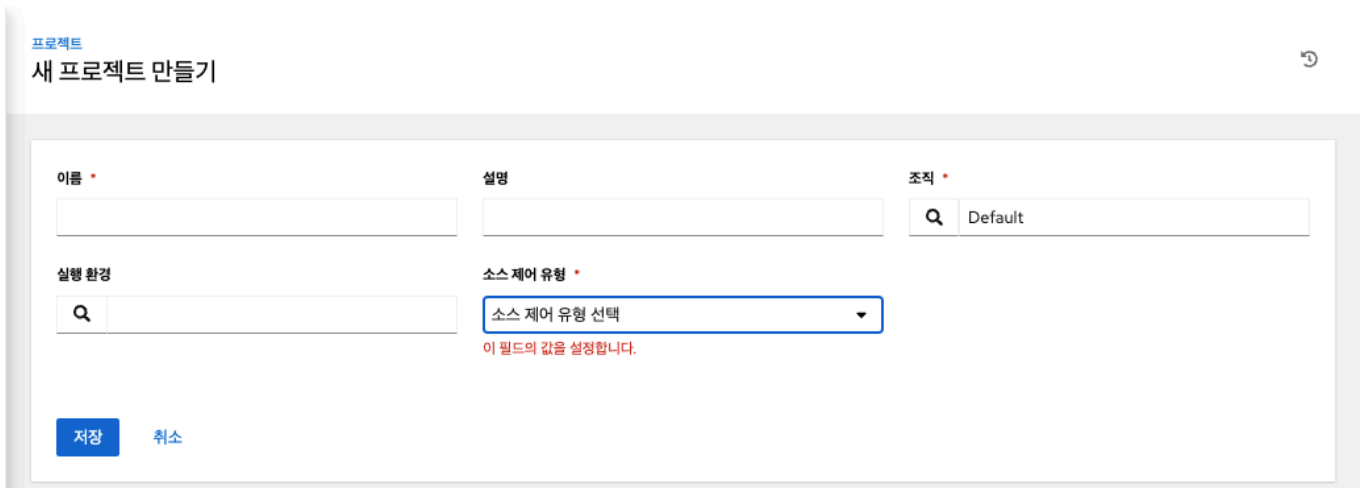 프로젝트
새 프로젝트 만들기
이름 *
설명
조직 *
Default
실행 환경
소스 제어 유형 *
소스 제어 유형 선택
이 필드의 값을 설정합니다.
저장
취소